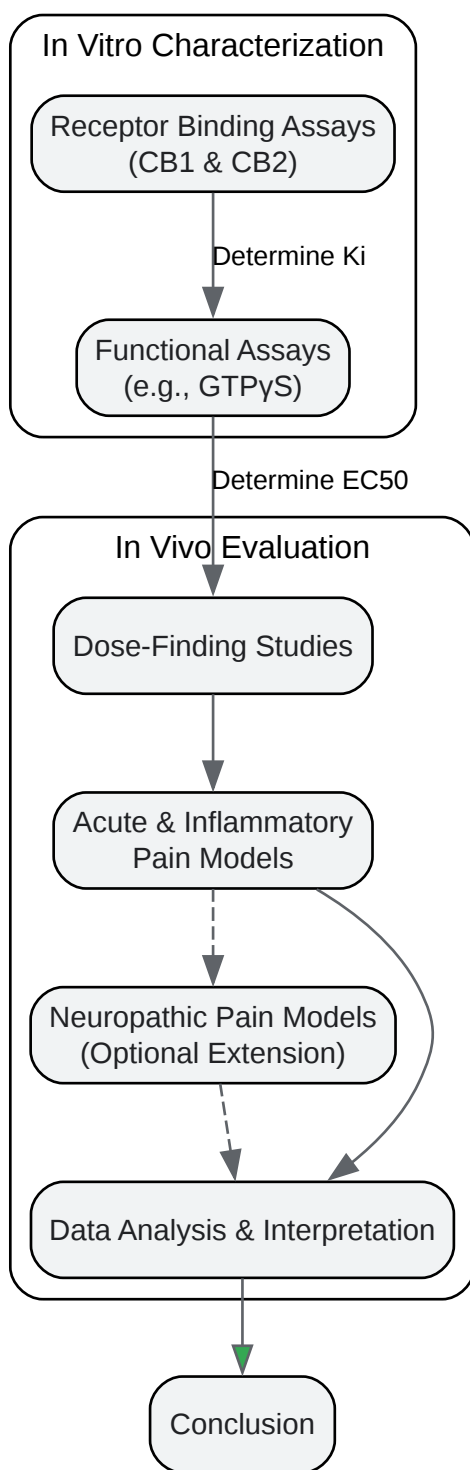 In Vitro Characterization
Receptor Binding Assays
(CB1 & CB2)
Determine Ki
Functional Assays
(e.g., GTPγS)
Determine EC50
In Vivo Evaluation
Dose-Finding Studies
Acute & Inflammatory
Pain Models
Neuropathic Pain Models
(Optional Extension)
Data Analysis & Interpretation
Conclusion